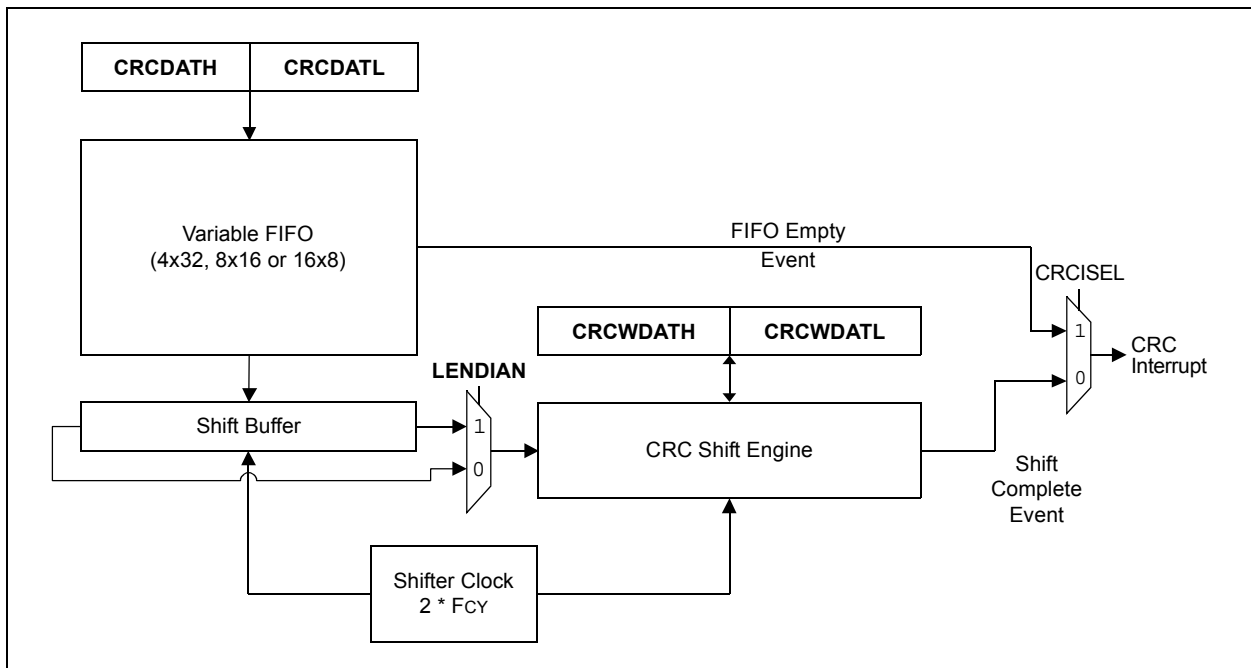 CRCDATH CRCDATL
Variable FIFO
(4x32, 8x16 or 16x8)
FIFO Empty
Event
CRCISEL
1
0
CRC
Interrupt
CRCWDATH CRCWDATL
LENDIAN
1
0
Shift Buffer
CRC Shift Engine
Shift
Complete
Event
Shifter Clock
2 * FCY